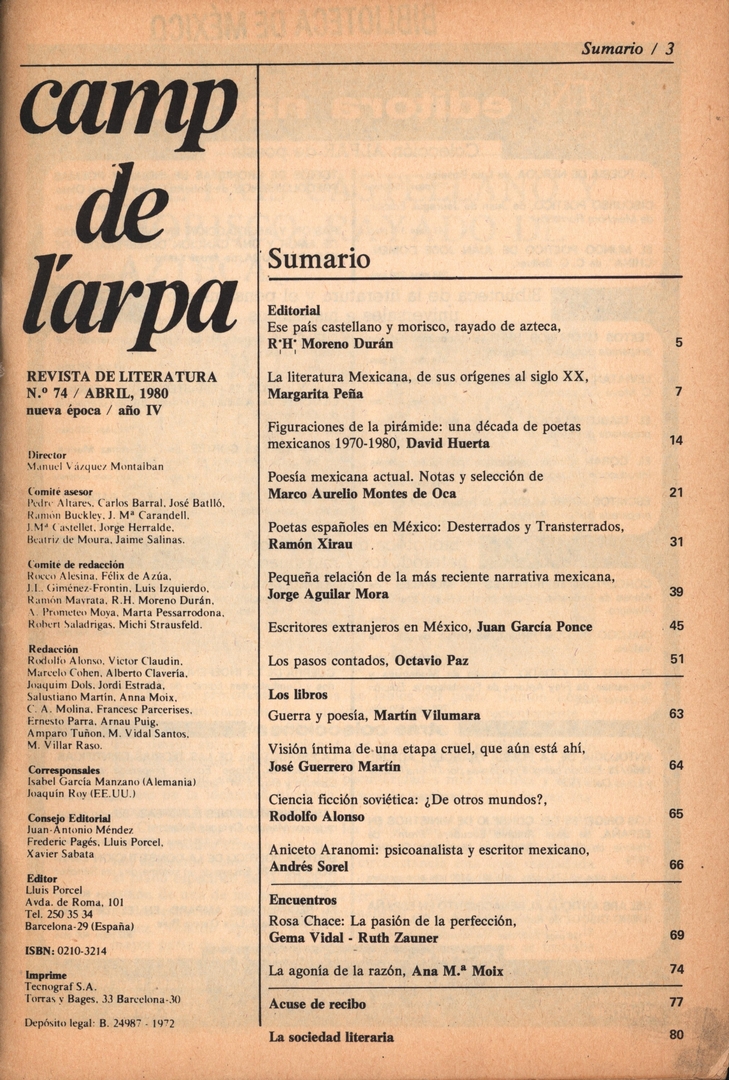 Sumario / 3
camp
de
l'arpa
REVISTA DE LITERATURA
N.º 74 / ABRIL, 1980
nueva época / año IV
Director
Manuel Vázquez Montalbán
Comité asesor
Pedro Altares, Carlos Barral, José Batlló,
Ramón Buckley, J. Mª Carandell,
J.Mª Castellet, Jorge Herralde,
Beatriz de Moura, Jaime Salinas.
Comité de redacción
Rocco Alesina, Félix de Azúa,
J.L. Giménez-Frontin, Luis Izquierdo,
Ramón Mavrata, R.H. Moreno Durán,
A. Prometeo Moya, Marta Pessarrodona,
Robert Saladrigas, Michi Strausfeld.
Redacción
Rodolfo Alonso, Victor Claudin,
Marcelo Cohen, Alberto Clavería,
Joaquim Dols, Jordi Estrada,
Salustiano Martín, Anna Moix,
C. A. Molina, Francesc Parcerises,
Ernesto Parra, Arnau Puig,
Amparo Tuñon, M. Vidal Santos,
M. Villar Raso.
Corresponsales
Isabel García Manzano (Alemania)
Joaquín Roy (EE.UU.)
Consejo Editorial
Juan-Antonio Méndez
Frederic Pagés, Lluis Porcel,
Xavier Sabata
Editor
Lluis Porcel
Avda. de Roma, 101
Tel. 250 35 34
Barcelona-29 (España)
ISBN: 0210-3214
Imprime
Tecnograf S.A.
Torras y Bages, 33 Barcelona-30
Depósito legal: B. 24987 - 1972
Sumario
Editorial
Ese país castellano y morisco, rayado de azteca,
R.H. Moreno Durán 5
La literatura Mexicana, de sus orígenes al siglo XX,
Margarita Peña 7
Figuraciones de la pirámide: una década de poetas
mexicanos 1970-1980, David Huerta 14
Poesía mexicana actual. Notas y selección de
Marco Aurelio Montes de Oca 21
Poetas españoles en México: Desterrados y Transterrados,
Ramón Xirau 31
Pequeña relación de la más reciente narrativa mexicana,
Jorge Aguilar Mora 39
Escritores extranjeros en México, Juan García Ponce 45
Los pasos contados, Octavio Paz 51
Los libros
Guerra y poesía, Martín Vilumara 63
Visión íntima de una etapa cruel, que aún está ahí,
José Guerrero Martín 64
Ciencia ficción soviética: ¿De otros mundos?,
Rodolfo Alonso 65
Aniceto Aranomi: psicoanalista y escritor mexicano,
Andrés Sorel 66
Encuentros
Rosa Chace: La pasión de la perfección,
Gema Vidal - Ruth Zauner 69
La agonía de la razón, Ana M.ª Moix 74
Acuse de recibo 77
La sociedad literaria 80